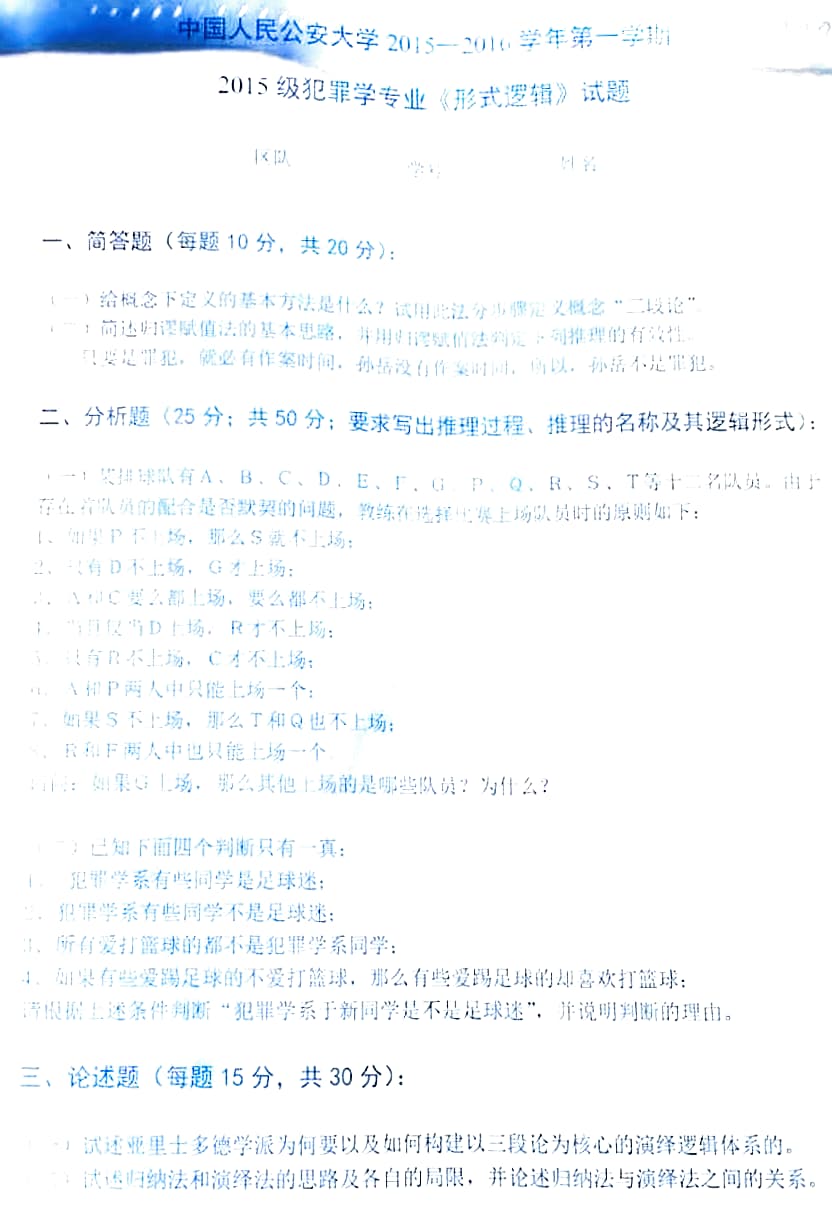 中国人民公安大学 2015—2016 学年第一学期
2015 级犯罪学专业《形式逻辑》试题
区队 学号 姓名
一、简答题（每题 10 分，共 20 分）：
（一）给概念下定义的基本方法是什么？试用此法分步骤定义概念“三段论”。
（二）简述归谬赋值法的基本思路，并用归谬赋值法判定下列推理的有效性。
只要是罪犯，就必有作案时间，孙岳没有作案时间，所以，孙岳不是罪犯。
二、分析题（25 分；共 50 分；要求写出推理过程、推理的名称及其逻辑形式）：
（一）某排球队有A、B、C、D、E、F、G、P、Q、R、S、T等十二名队员。由于
存在着队员的配合是否默契的问题，教练在选择比赛上场队员时的原则如下：
1、如果P不上场，那么S就不上场；
2、只有D不上场，G才上场；
3、A和C要么都上场，要么都不上场；
4、当且仅当D上场，R才不上场；
5、只有R不上场，C才不上场；
6、A和P两人中只能上场一个；
7、如果S不上场，那么T和Q也不上场；
8、R和F两人中也只能上场一个。
请问：如果G上场，那么其他上场的是哪些队员？为什么？
（二）已知下面四个判断只有一真：
1、犯罪学系有些同学是足球迷；
2、犯罪学系有些同学不是足球迷；
3、所有爱打篮球的都不是犯罪学系同学；
4、如果有些爱踢足球的不爱打篮球，那么有些爱踢足球的却喜欢打篮球；
请根据上述条件判断“犯罪学系于新同学是不是足球迷”，并说明判断的理由。
三、论述题（每题 15 分，共 30 分）：
（一）试述亚里士多德学派为何要以及如何构建以三段论为核心的演绎逻辑体系的。
（二）试述归纳法和演绎法的思路及各自的局限，并论述归纳法与演绎法之间的关系。